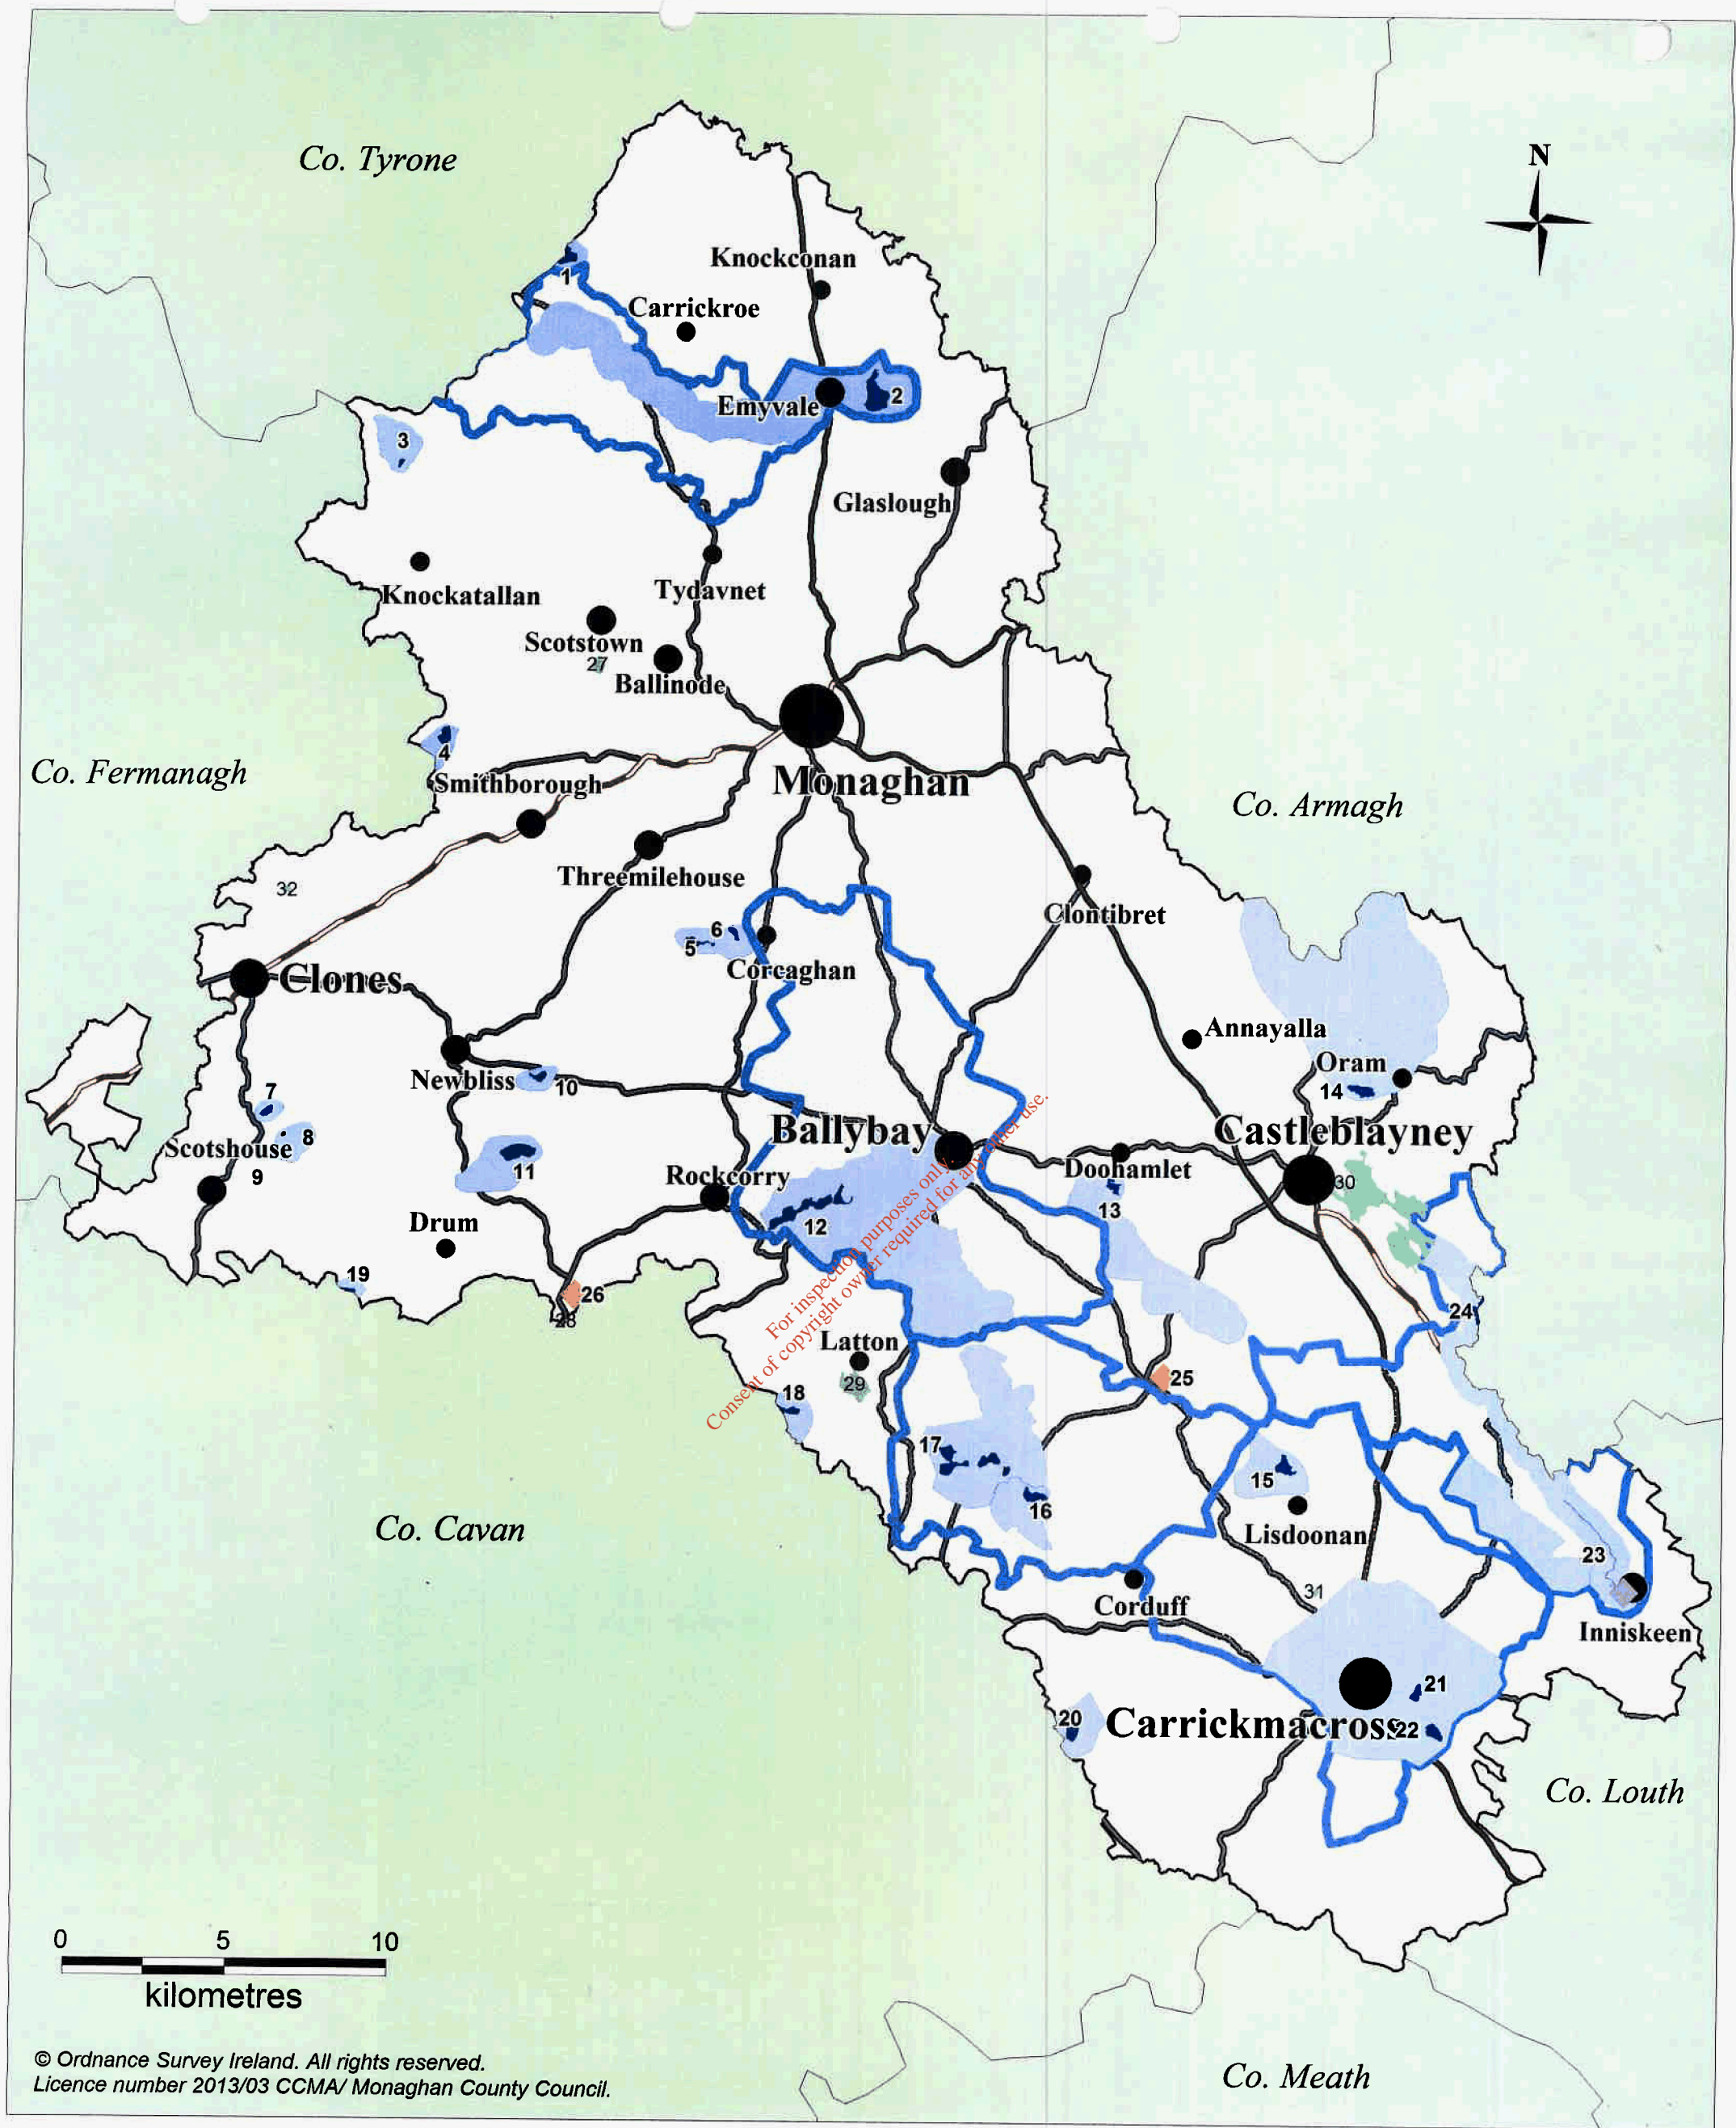 Co. Tyrone
N
Knockconan
1
Carrickroe
Emyvale
2
3
Glaslough
Knockatallan
Tydavnet
Scotstown
27
Ballinode
4
Co. Fermanagh
Smithborough
Monaghan
Co. Armagh
Threemilehouse
32
Clontibret
5
6
Corcaghan
Clones
Annayalla
Oram
14
Newbliss
10
7
8
Scotshouse
9
11
Ballybay
Castleblayney
Doohamlet
Rockcorry
30
13
12
Drum
19
26
28
24
Latton
29
25
18
17
16
15
Lisdoonan
Co. Cavan
23
31
Corduff
Inniskeen
21
20
Carrickmacross
22
Co. Louth
For inspection purposes only.
Consent of copyright owner required for any other use.
0 5 10
kilometres
© Ordnance Survey Ireland. All rights reserved.
Licence number 2013/03 CCMA/ Monaghan County Council.
Co. Meath